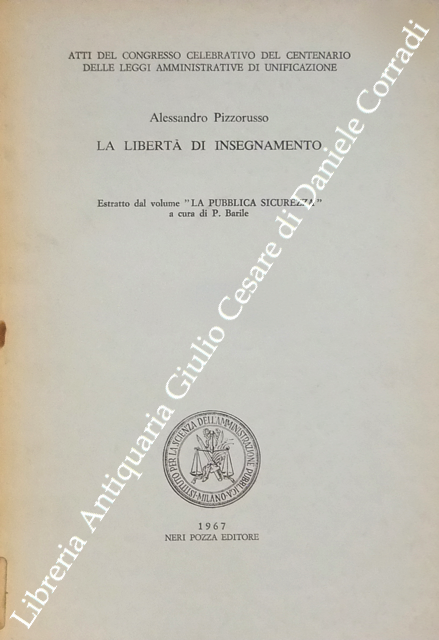 ATTI DEL CONGRESSO CELEBRATIVO DEL CENTENARIO
DELLE LEGGI AMMINISTRATIVE DI UNIFICAZIONE
Alessandro Pizzorusso
LA LIBERTÀ DI INSEGNAMENTO
Estratto dal volume "LA PUBBLICA SICUREZZA"
a cura di P. Barile
ISTITUTO PER LA SCIENZA DELL'AMMINISTRAZIONE PUBBLICA
MILANO
1967
NERI POZZA EDITORE
Libreria Antiquaria Giulio Cesare di Daniele Corradi